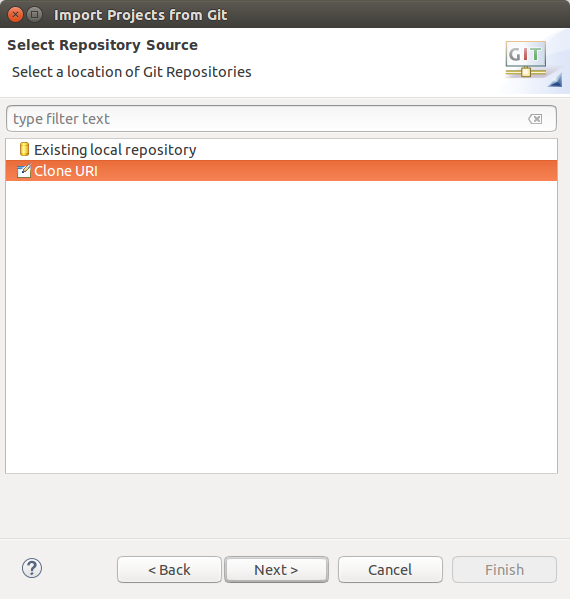 Import Projects from Git
Select Repository Source
Select a location of Git Repositories
GIT
type filter text
Existing local repository
Clone URI
?
< Back
Next >
Cancel
Finish